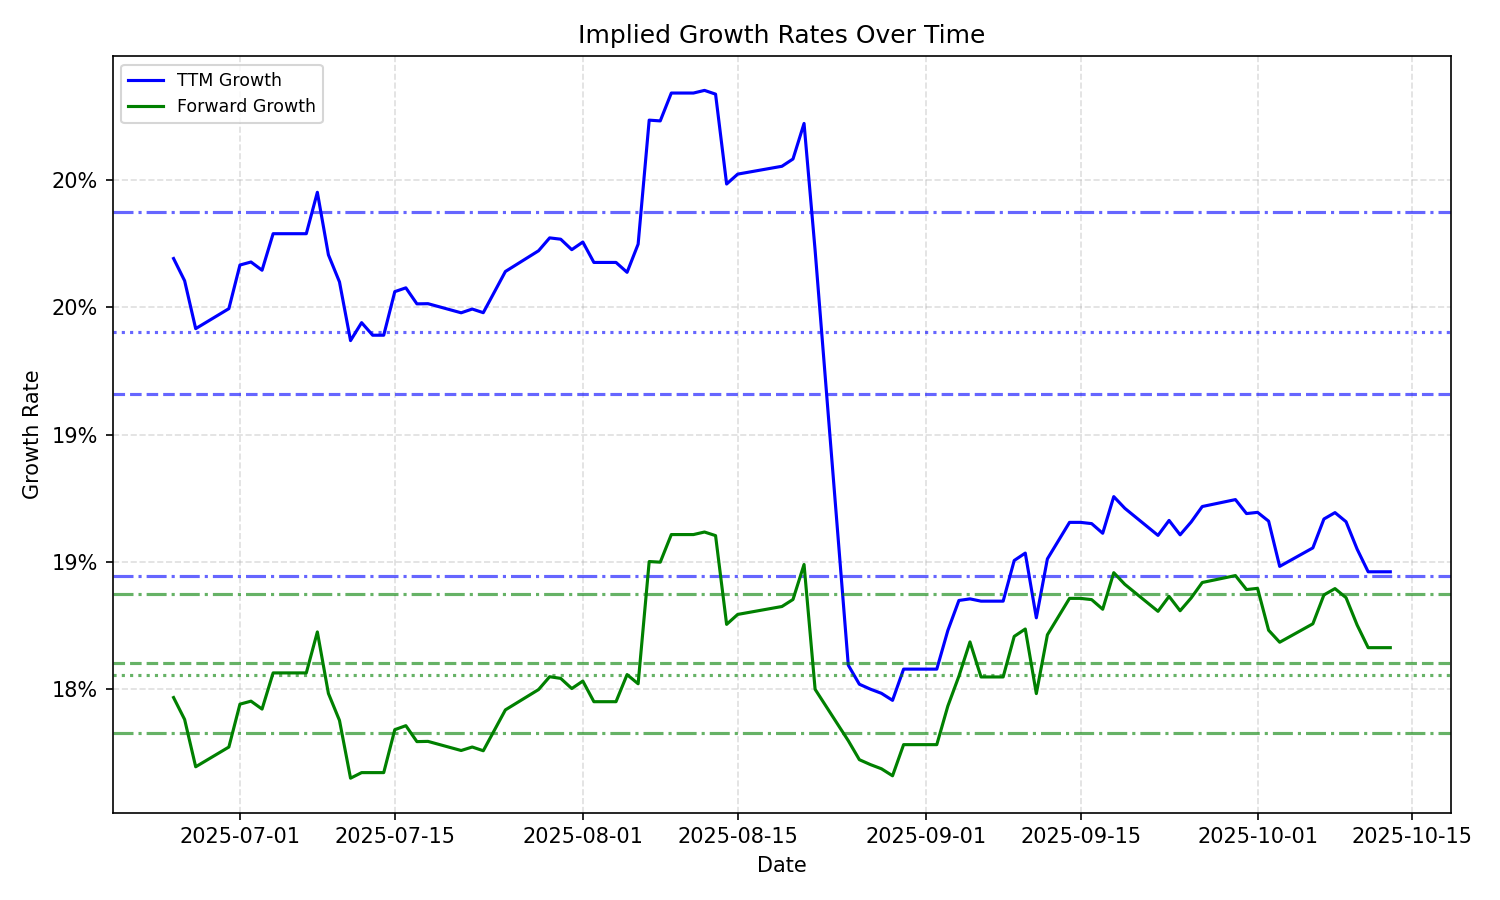 Implied Growth Rates Over Time
TTM Growth
Forward Growth
20%
20%
19%
19%
18%
Growth Rate
2025-07-01
2025-07-15
2025-08-01
2025-08-15
2025-09-01
2025-09-15
2025-10-01
2025-10-15
Date